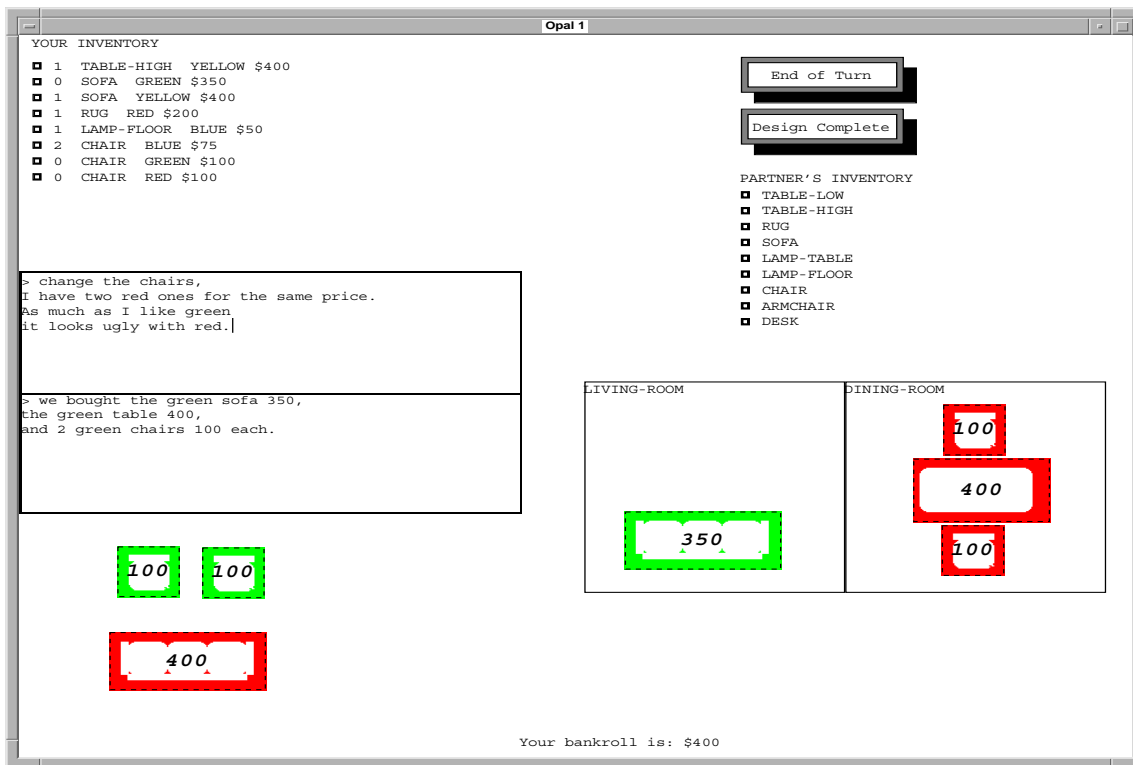 Opal 1
YOUR INVENTORY
1 TABLE-HIGH YELLOW $400
0 SOFA GREEN $350
1 SOFA YELLOW $400
1 RUG RED $200
1 LAMP-FLOOR BLUE $50
2 CHAIR BLUE $75
0 CHAIR GREEN $100
0 CHAIR RED $100
End of Turn
Design Complete
PARTNER'S INVENTORY
TABLE-LOW
TABLE-HIGH
RUG
SOFA
LAMP-TABLE
LAMP-FLOOR
CHAIR
ARMCHAIR
DESK
> change the chairs,
I have two red ones for the same price.
As much as I like green
it looks ugly with red.
> we bought the green sofa 350,
the green table 400,
and 2 green chairs 100 each.
LIVING-ROOM
350
DINING-ROOM
100
400
100
100 100
400
Your bankroll is: $400